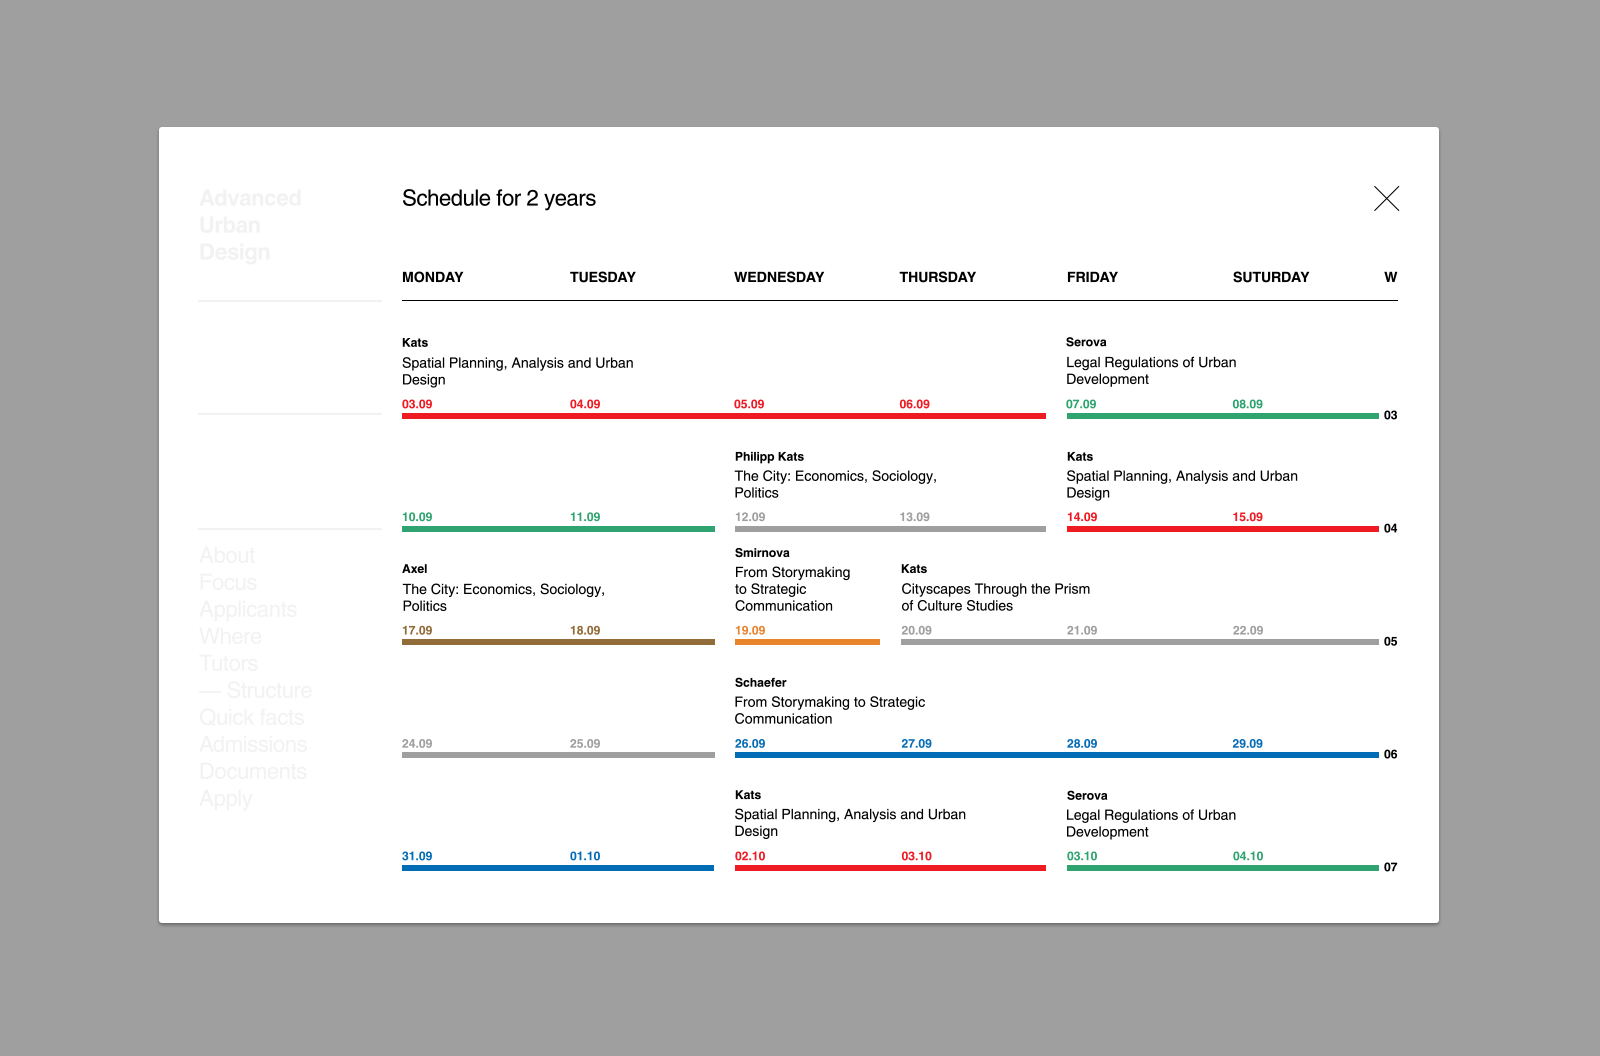 Advanced
Urban
Design
About
Focus
Applicants
Where
Tutors
— Structure
Quick facts
Admissions
Documents
Apply
Schedule for 2 years
MONDAY TUESDAY WEDNESDAY THURSDAY FRIDAY SUTURDAY W
Kats
Spatial Planning, Analysis and Urban
Design
Serova
Legal Regulations of Urban
Development
03.09 04.09 05.09 06.09 07.09 08.09 03
Philipp Kats
The City: Economics, Sociology,
Politics
Kats
Spatial Planning, Analysis and Urban
Design
10.09 11.09 12.09 13.09 14.09 15.09 04
Axel
The City: Economics, Sociology,
Politics
Smirnova
From Storymaking
to Strategic
Communication
Kats
Cityscapes Through the Prism
of Culture Studies
17.09 18.09 19.09 20.09 21.09 22.09 05
Schaefer
From Storymaking to Strategic
Communication
24.09 25.09 26.09 27.09 28.09 29.09 06
Kats
Spatial Planning, Analysis and Urban
Design
Serova
Legal Regulations of Urban
Development
31.09 01.10 02.10 03.10 03.10 04.10 07